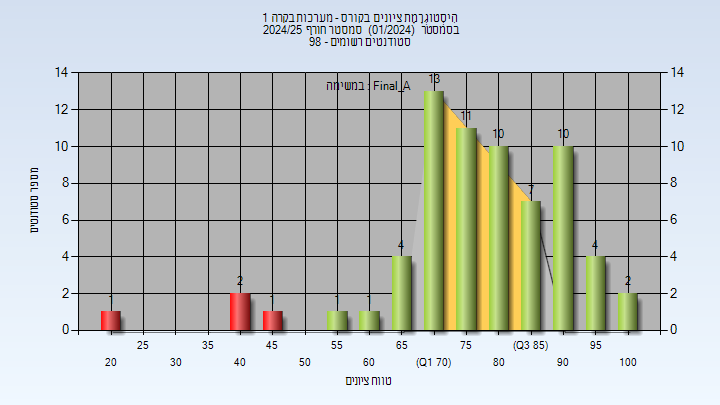 היסטוגרמת ציונים בקורס - מערכות בקרה 1
בסמסטר (01/2024) סמסטר חורף 2024/25
סטודנטים רשומים - 98
במשימה : Final_A
מספר סטודנטים
14 12 10 8 6 4 2 0
14 12 10 8 6 4 2 0
1 2 1 1 1 4 13 11 10 7 10 4 2
25 35 45 55 65 75 (Q3 85) 95
20 30 40 50 60 (Q1 70) 80 90 100
טווח ציונים